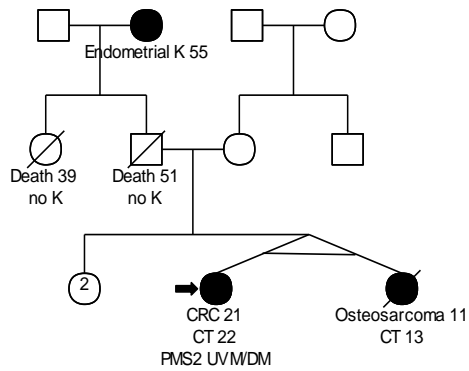 Endometrial K 55
Death 39
no K
Death 51
no K
2
CRC 21
CT 22
PMS2 UVM/DM
Osteosarcoma 11
CT 13